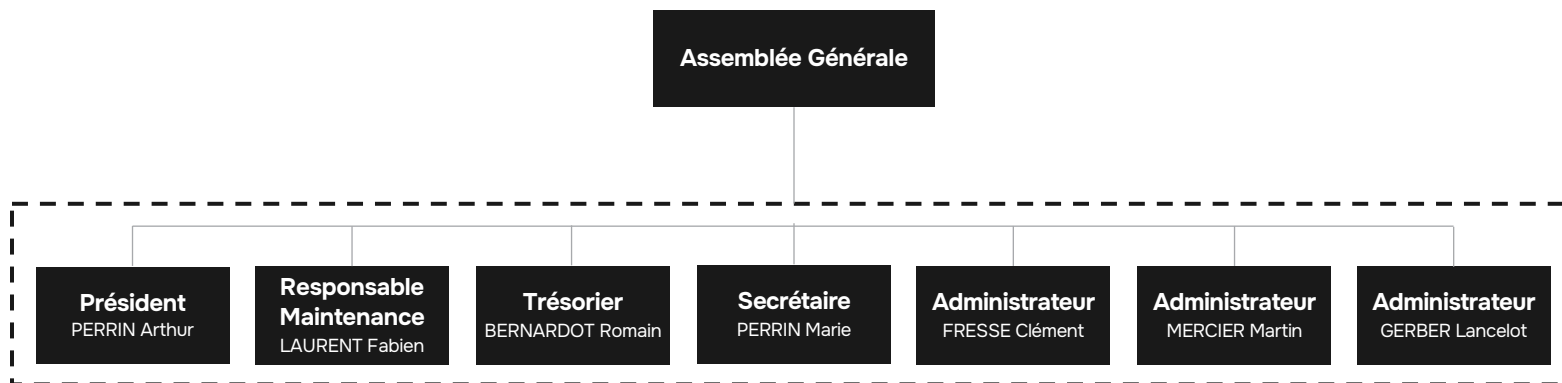 Assemblée Générale
Président
PERRIN Arthur
Responsable
Maintenance
LAURENT Fabien
Trésorier
BERNARDOT Romain
Secrétaire
PERRIN Marie
Administrateur
FRESSE Clément
Administrateur
MERCIER Martin
Administrateur
GERBER Lancelot